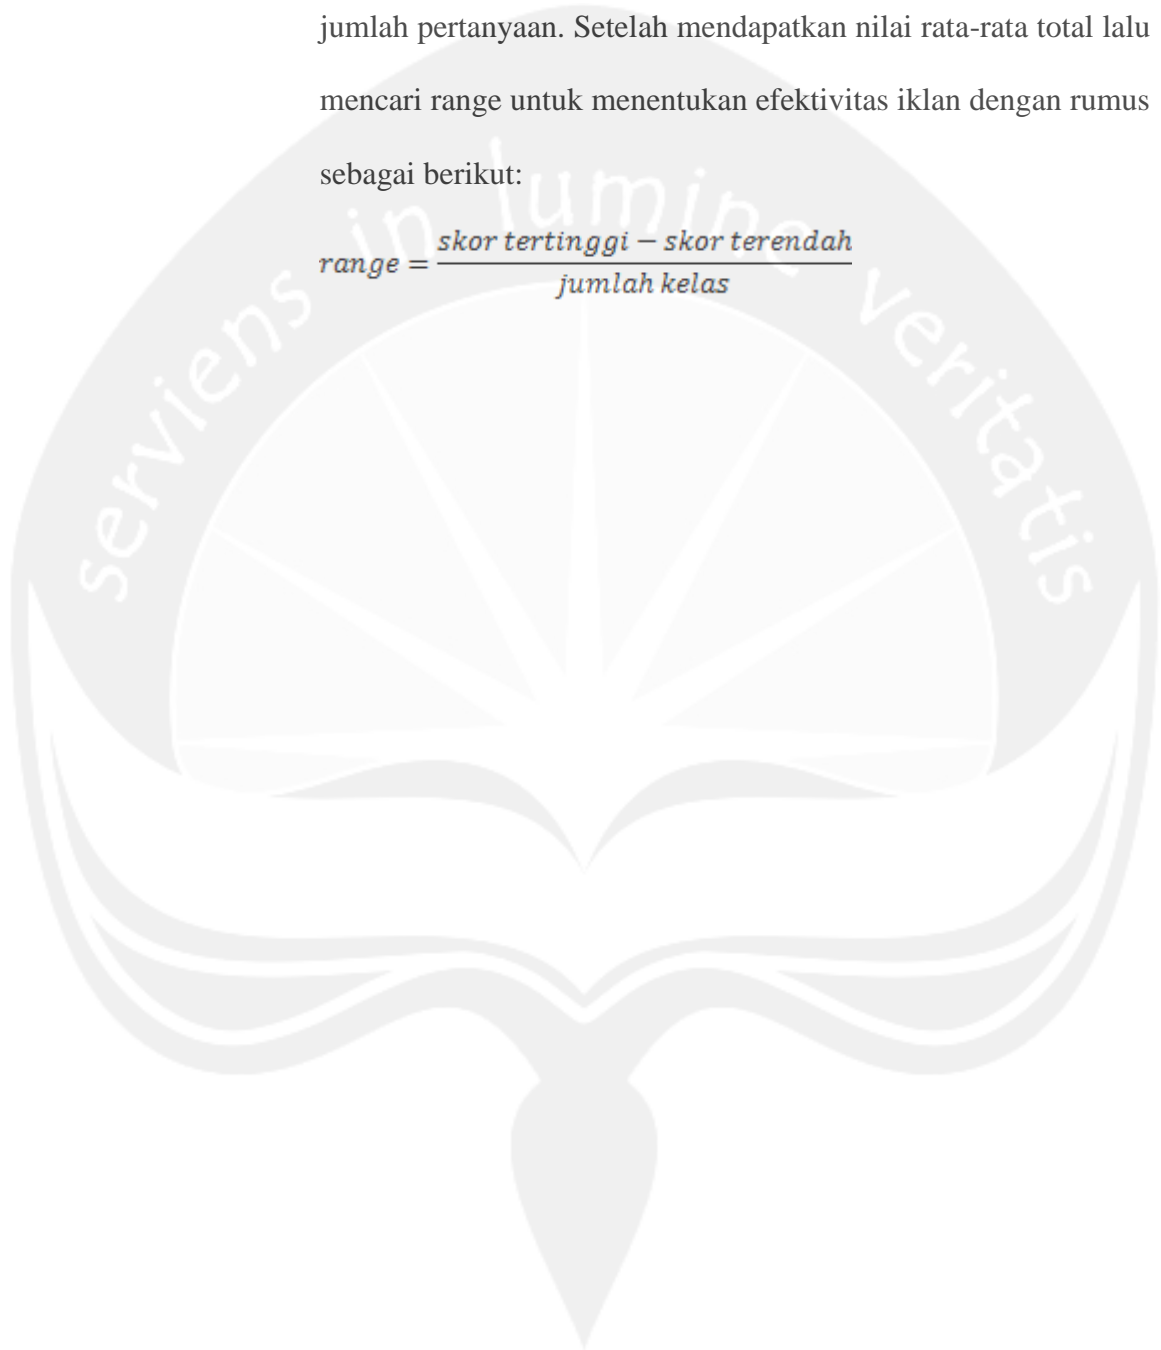 jumlah pertanyaan. Setelah mendapatkan nilai rata-rata total lalu
mencari range untuk menentukan efektivitas iklan dengan rumus
sebagai berikut:
range = skor tertinggi − skor terendah / jumlah kelas
serviens in lumine veritatis